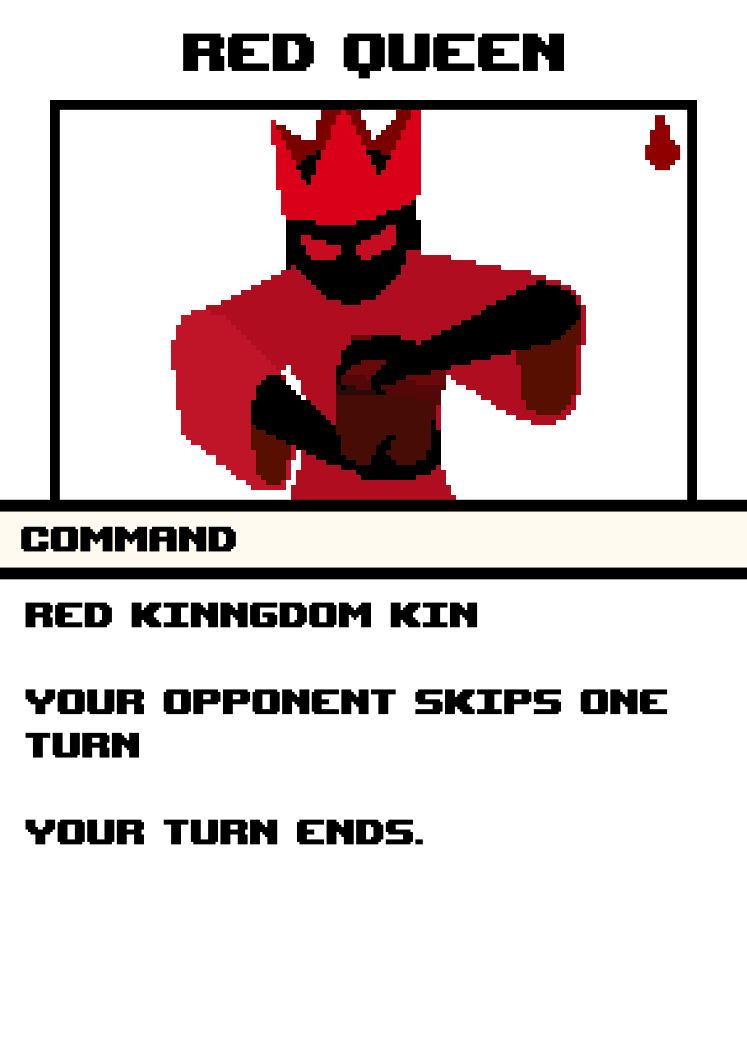 RED QUEEN
COMMAND
RED KINNGDOM KIN
YOUR OPPONENT SKIPS ONE
TURN
YOUR TURN ENDS.